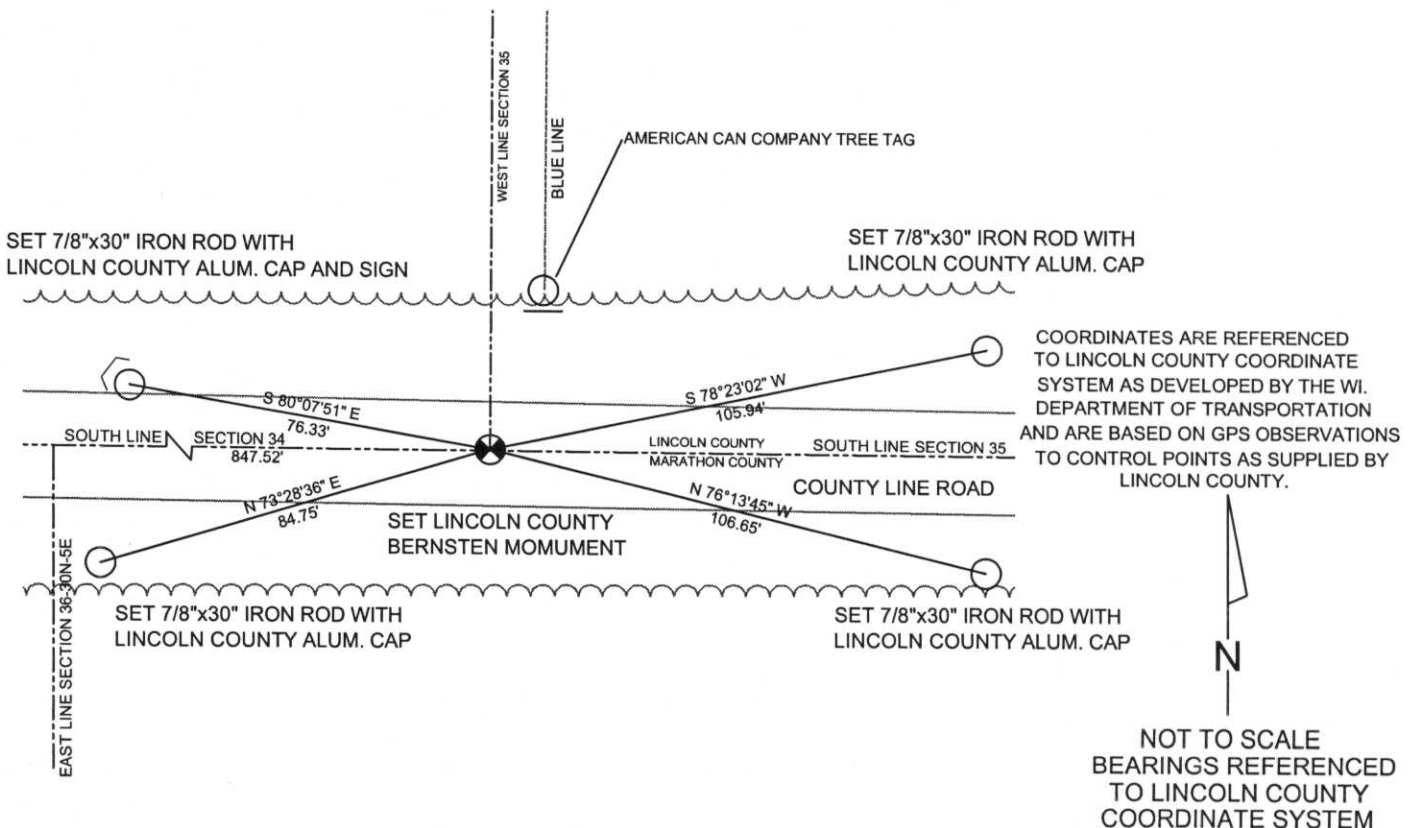 WEST LINE SECTION 35
BLUE LINE
AMERICAN CAN COMPANY TREE TAG
SET 7/8"x30" IRON ROD WITH
LINCOLN COUNTY ALUM. CAP AND SIGN
SET 7/8"x30" IRON ROD WITH
LINCOLN COUNTY ALUM. CAP
COORDINATES ARE REFERENCED
TO LINCOLN COUNTY COORDINATE
SYSTEM AS DEVELOPED BY THE WI.
DEPARTMENT OF TRANSPORTATION
AND ARE BASED ON GPS OBSERVATIONS
TO CONTROL POINTS AS SUPPLIED BY
LINCOLN COUNTY.
S 80°07'51" E
76.33'
S 78°23'02" W
105.94'
SOUTH LINE SECTION 34
847.52'
LINCOLN COUNTY
MARATHON COUNTY
SOUTH LINE SECTION 35
N 73°28'36" E
84.75'
N 76°13'45" W
106.65'
COUNTY LINE ROAD
SET LINCOLN COUNTY
BERNSTEN MOMUMENT
EAST LINE SECTION 36-30N-5E
SET 7/8"x30" IRON ROD WITH
LINCOLN COUNTY ALUM. CAP
SET 7/8"x30" IRON ROD WITH
LINCOLN COUNTY ALUM. CAP
N
NOT TO SCALE
BEARINGS REFERENCED
TO LINCOLN COUNTY
COORDINATE SYSTEM